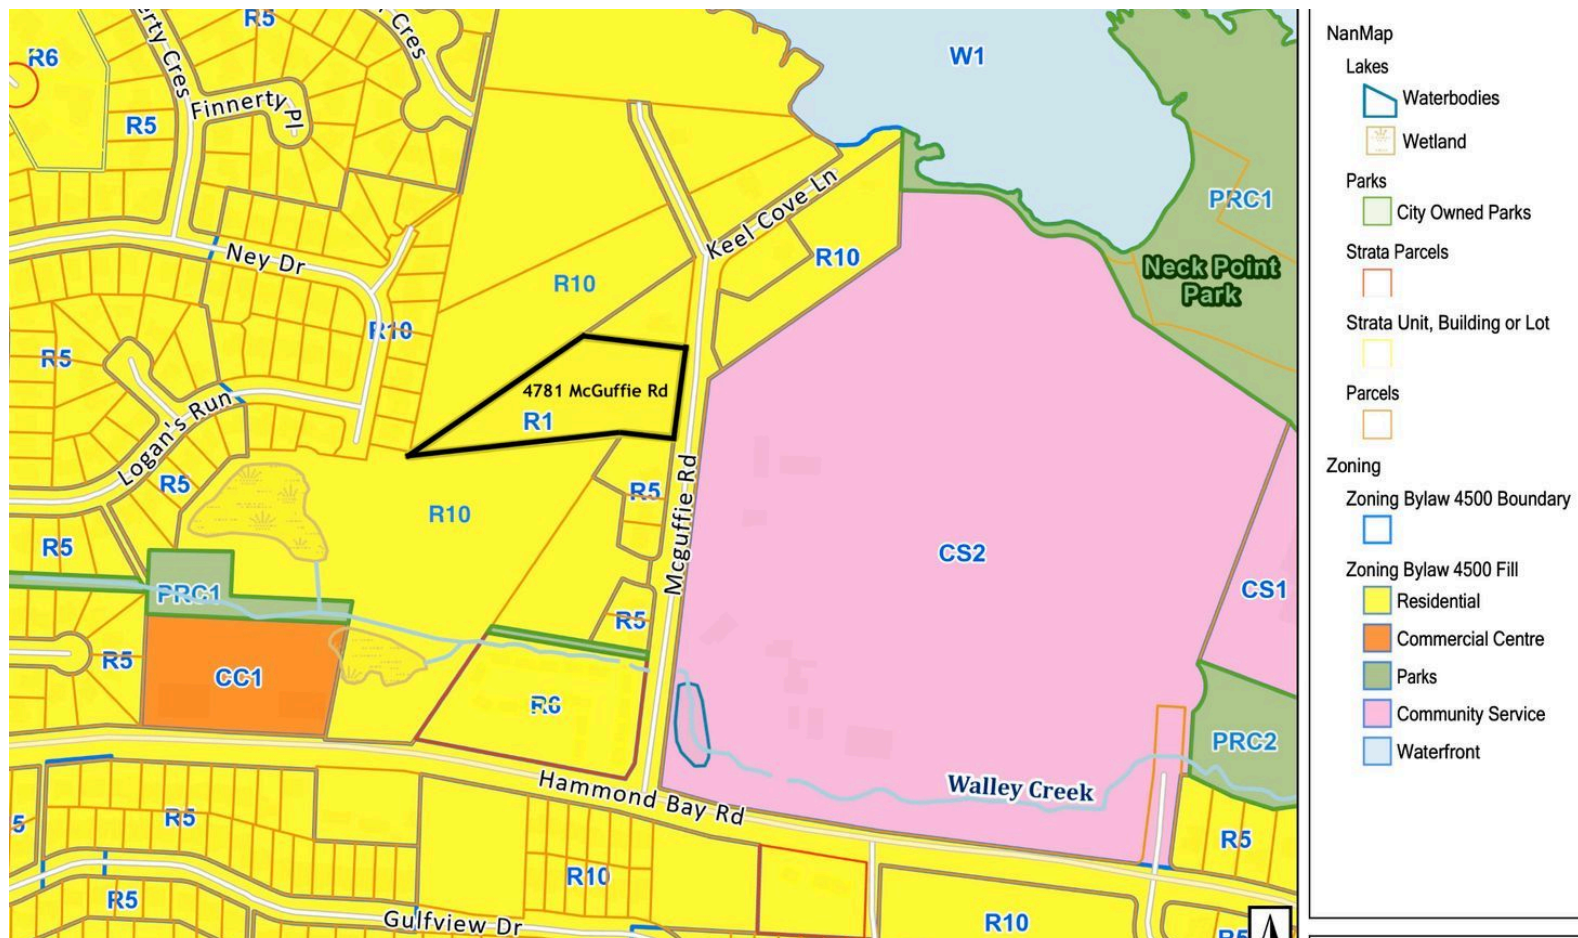 R5
R6
Finnerty Pl
R5
W1
PRC1
Keel Cove Ln
Ney Dr
R10
R10
Neck Point
Park
R10
R5
4781 McGuffie Rd
R1
Logan's Run
R5
R5
R10
Mcguffie Rd
R5
CS2
CS1
PRC1
R5
R5
CC1
R6
PRC2
Walley Creek
Hammond Bay Rd
5
R5
R5
R10
R5
Gulfview Dr
R10
R5
NanMap
Lakes
Waterbodies
Wetland
Parks
City Owned Parks
Strata Parcels
Strata Unit, Building or Lot
Parcels
Zoning
Zoning Bylaw 4500 Boundary
Zoning Bylaw 4500 Fill
Residential
Commercial Centre
Parks
Community Service
Waterfront